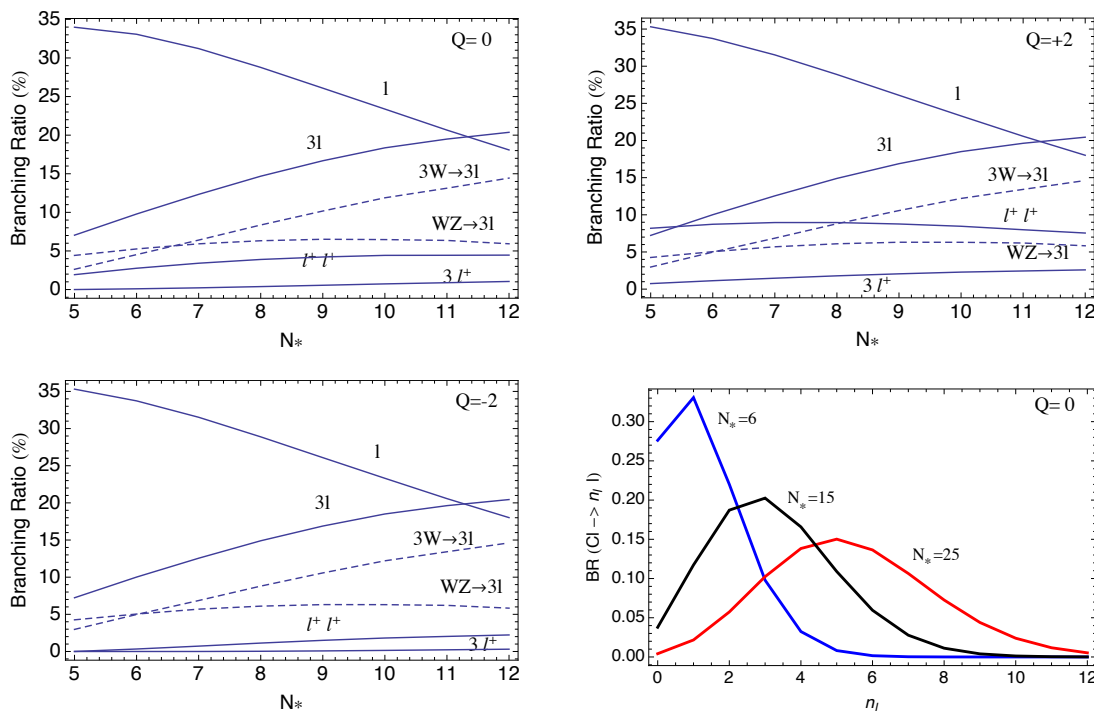 Q= 0
Branching Ratio (%)
35
30
25
20
15
10
5
0
l
3l
3W→3l
WZ→3l
l+ l+
3 l+
5 6 7 8 9 10 11 12
N*
Q=+2
Branching Ratio (%)
35
30
25
20
15
10
5
0
l
3l
3W→3l
l+ l+
WZ→3l
3 l+
5 6 7 8 9 10 11 12
N*
Q=-2
Branching Ratio (%)
35
30
25
20
15
10
5
0
l
3l
3W→3l
WZ→3l
l+ l+
3 l+
5 6 7 8 9 10 11 12
N*
Q= 0
BR (Cl -> nl l)
0.30
0.25
0.20
0.15
0.10
0.05
0.00
N*=6
N*=15
N*=25
0 2 4 6 8 10 12
nl